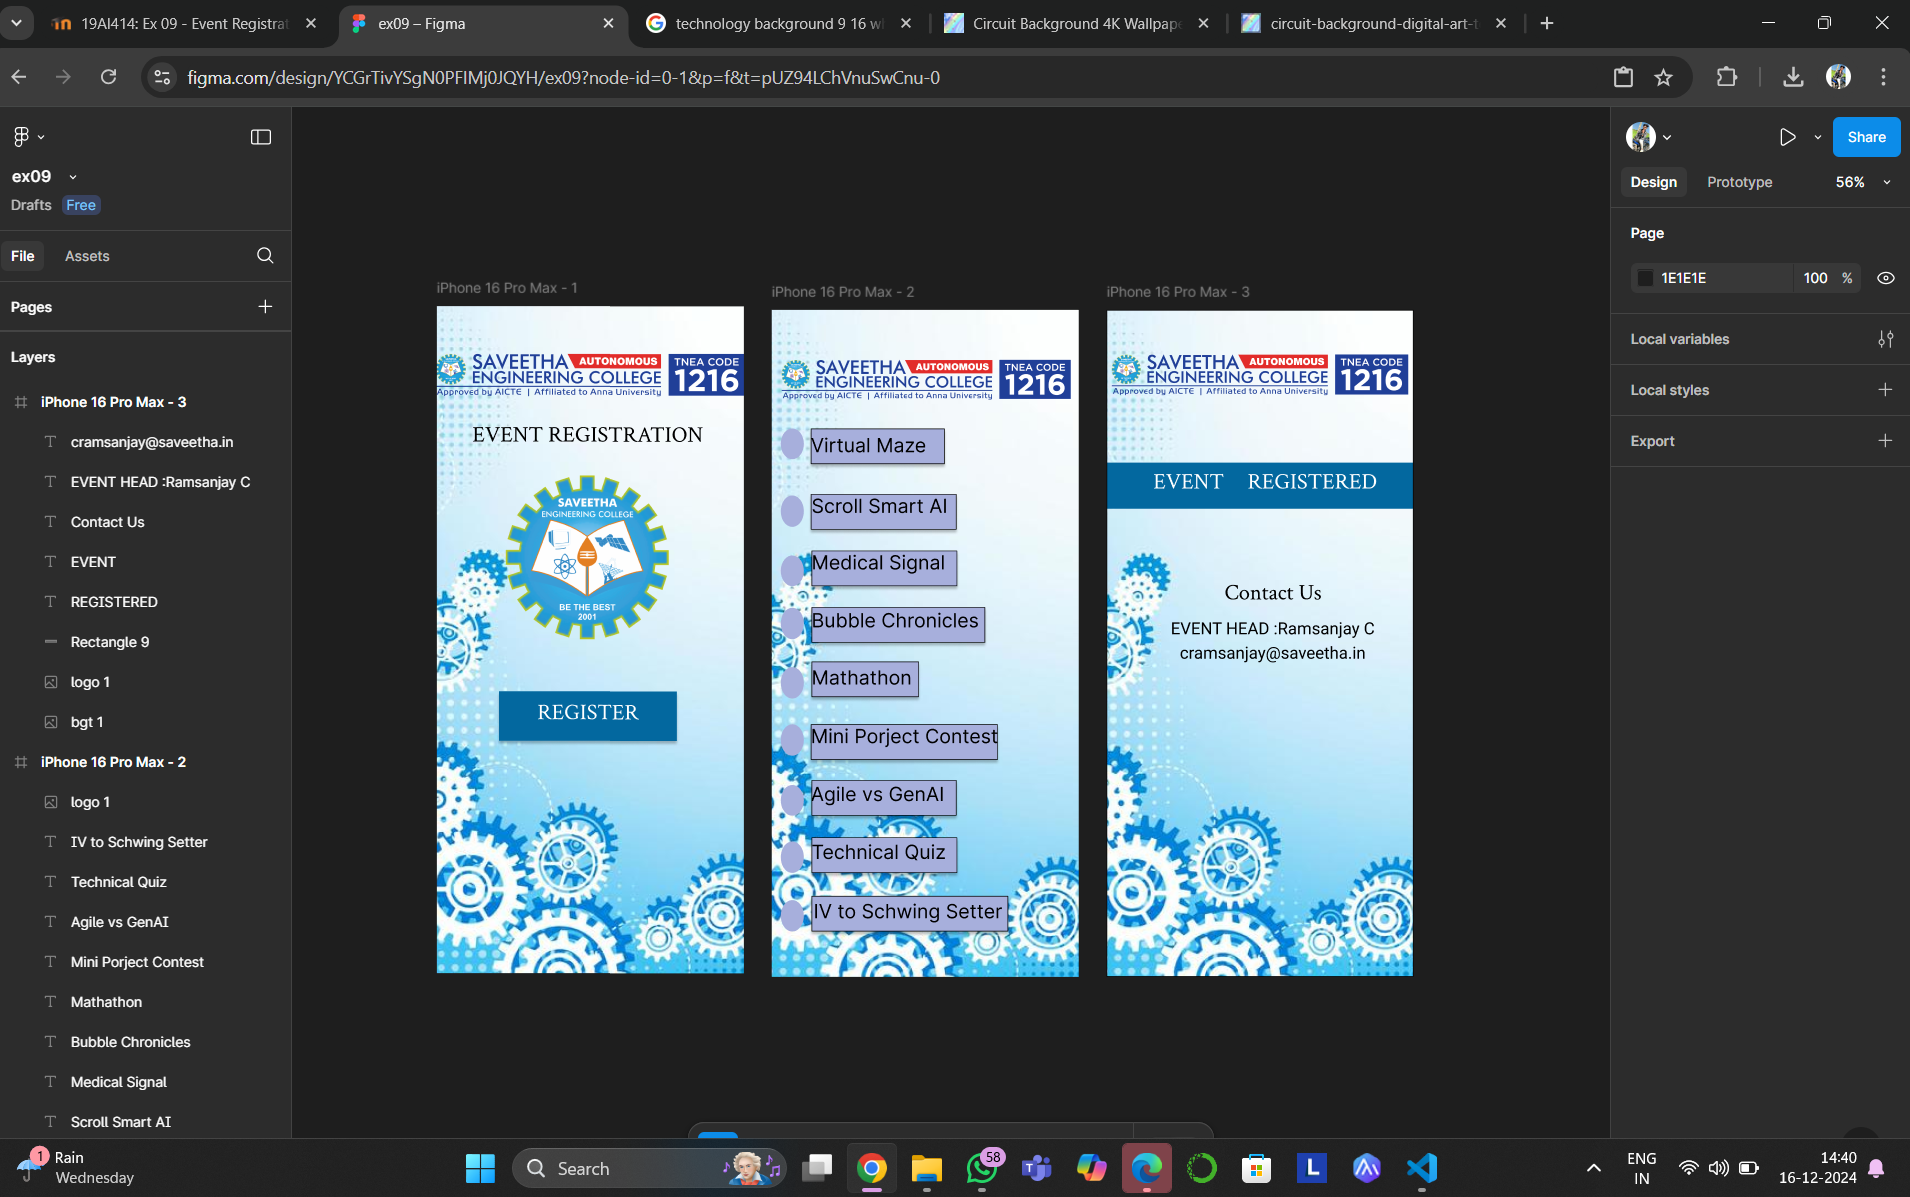 19AI414: Ex 09 - Event Registrat
ex09 – Figma
technology background 9 16 w
Circuit Background 4K Wallpap
circuit-background-digital-art-t
figma.com/design/YCGrTivYSgN0PFIMj0JQYH/ex09?node-id=0-1&p=f&t=pUZ94LChVnuSwCnu-0
ex09
Drafts Free
File Assets
Pages
Layers
iPhone 16 Pro Max - 3
cramsanjay@saveetha.in
EVENT HEAD :Ramsanjay C
Contact Us
EVENT
REGISTERED
Rectangle 9
logo 1
bgt 1
iPhone 16 Pro Max - 2
logo 1
IV to Schwing Setter
Technical Quiz
Agile vs GenAI
Mini Porject Contest
Mathathon
Bubble Chronicles
Medical Signal
Scroll Smart AI
iPhone 16 Pro Max - 1
SAVEETHA AUTONOMOUS
ENGINEERING COLLEGE
Approved by AICTE | Affiliated to Anna University
TNEA CODE
1216
EVENT REGISTRATION
SAVEETHA
ENGINEERING COLLEGE
BE THE BEST
2001
REGISTER
iPhone 16 Pro Max - 2
SAVEETHA AUTONOMOUS
ENGINEERING COLLEGE
Approved by AICTE | Affiliated to Anna University
TNEA CODE
1216
Virtual Maze
Scroll Smart AI
Medical Signal
Bubble Chronicles
Mathathon
Mini Porject Contest
Agile vs GenAI
Technical Quiz
IV to Schwing Setter
iPhone 16 Pro Max - 3
SAVEETHA AUTONOMOUS
ENGINEERING COLLEGE
Approved by AICTE | Affiliated to Anna University
TNEA CODE
1216
EVENT REGISTERED
Contact Us
EVENT HEAD :Ramsanjay C
cramsanjay@saveetha.in
Share
Design Prototype 56%
Page
1E1E1E 100 %
Local variables
Local styles
Export
1
Rain
Wednesday
Search
58
T
L
ENG
IN
14:40
16-12-2024